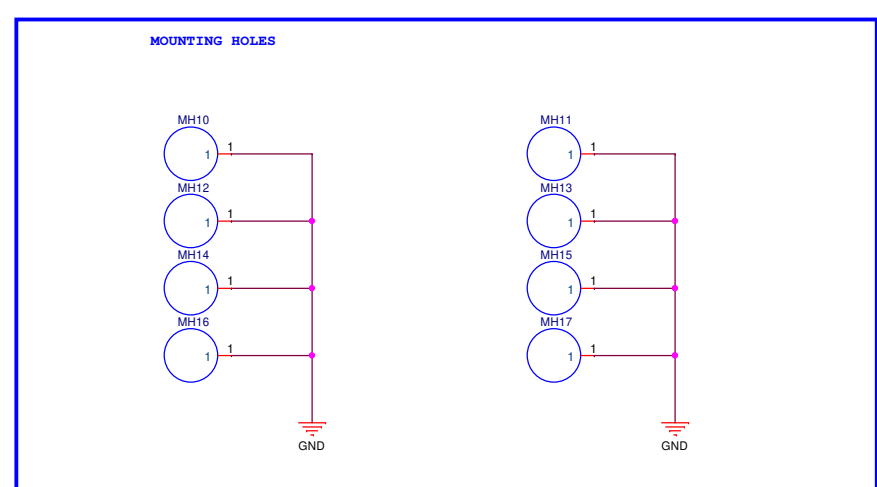 MOUNTING HOLES
MH10
1 1
MH12
1 1
MH14
1 1
MH16
1 1
GND
MH11
1 1
MH13
1 1
MH15
1 1
MH17
1 1
GND